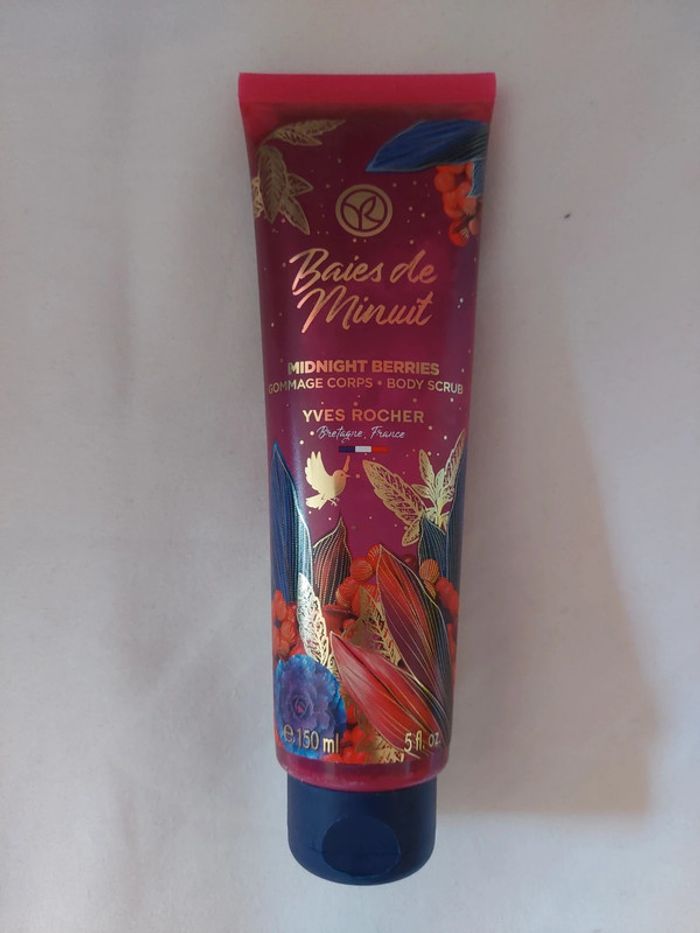 Baies de
Minuit
MIDNIGHT BERRIES
GOMMAGE CORPS • BODY SCRUB
YVES ROCHER
Bretagne, France
e 150 ml 5 fl. oz.